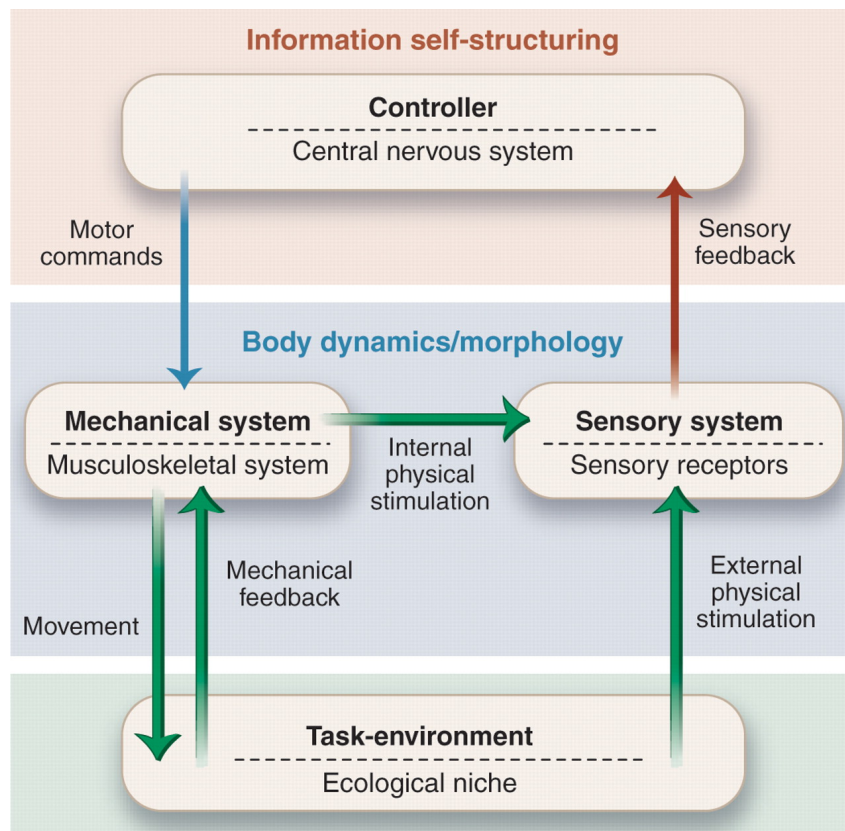 Information self-structuring
Controller
Central nervous system
Motor
commands
Sensory
feedback
Body dynamics/morphology
Mechanical system
Musculoskeletal system
Internal
physical
stimulation
Sensory system
Sensory receptors
Movement
Mechanical
feedback
External
physical
stimulation
Task-environment
Ecological niche